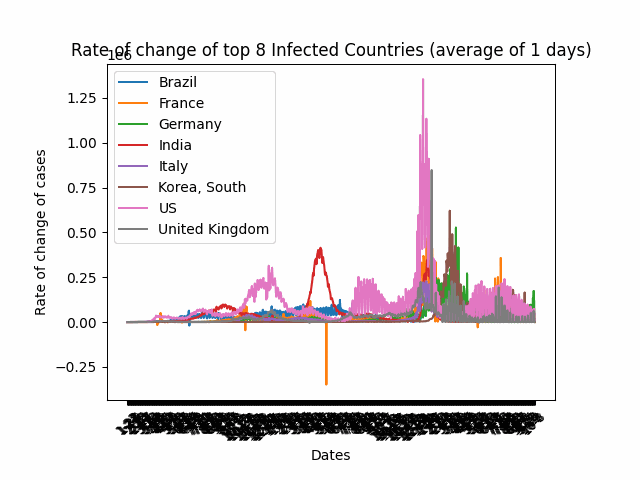 Rate of change of top 8 Infected Countries (average of 1 days)
1e6
Brazil
France
Germany
India
Italy
Korea, South
US
United Kingdom
1.25
1.00
0.75
0.50
0.25
0.00
−0.25
Rate of change of cases
Dates